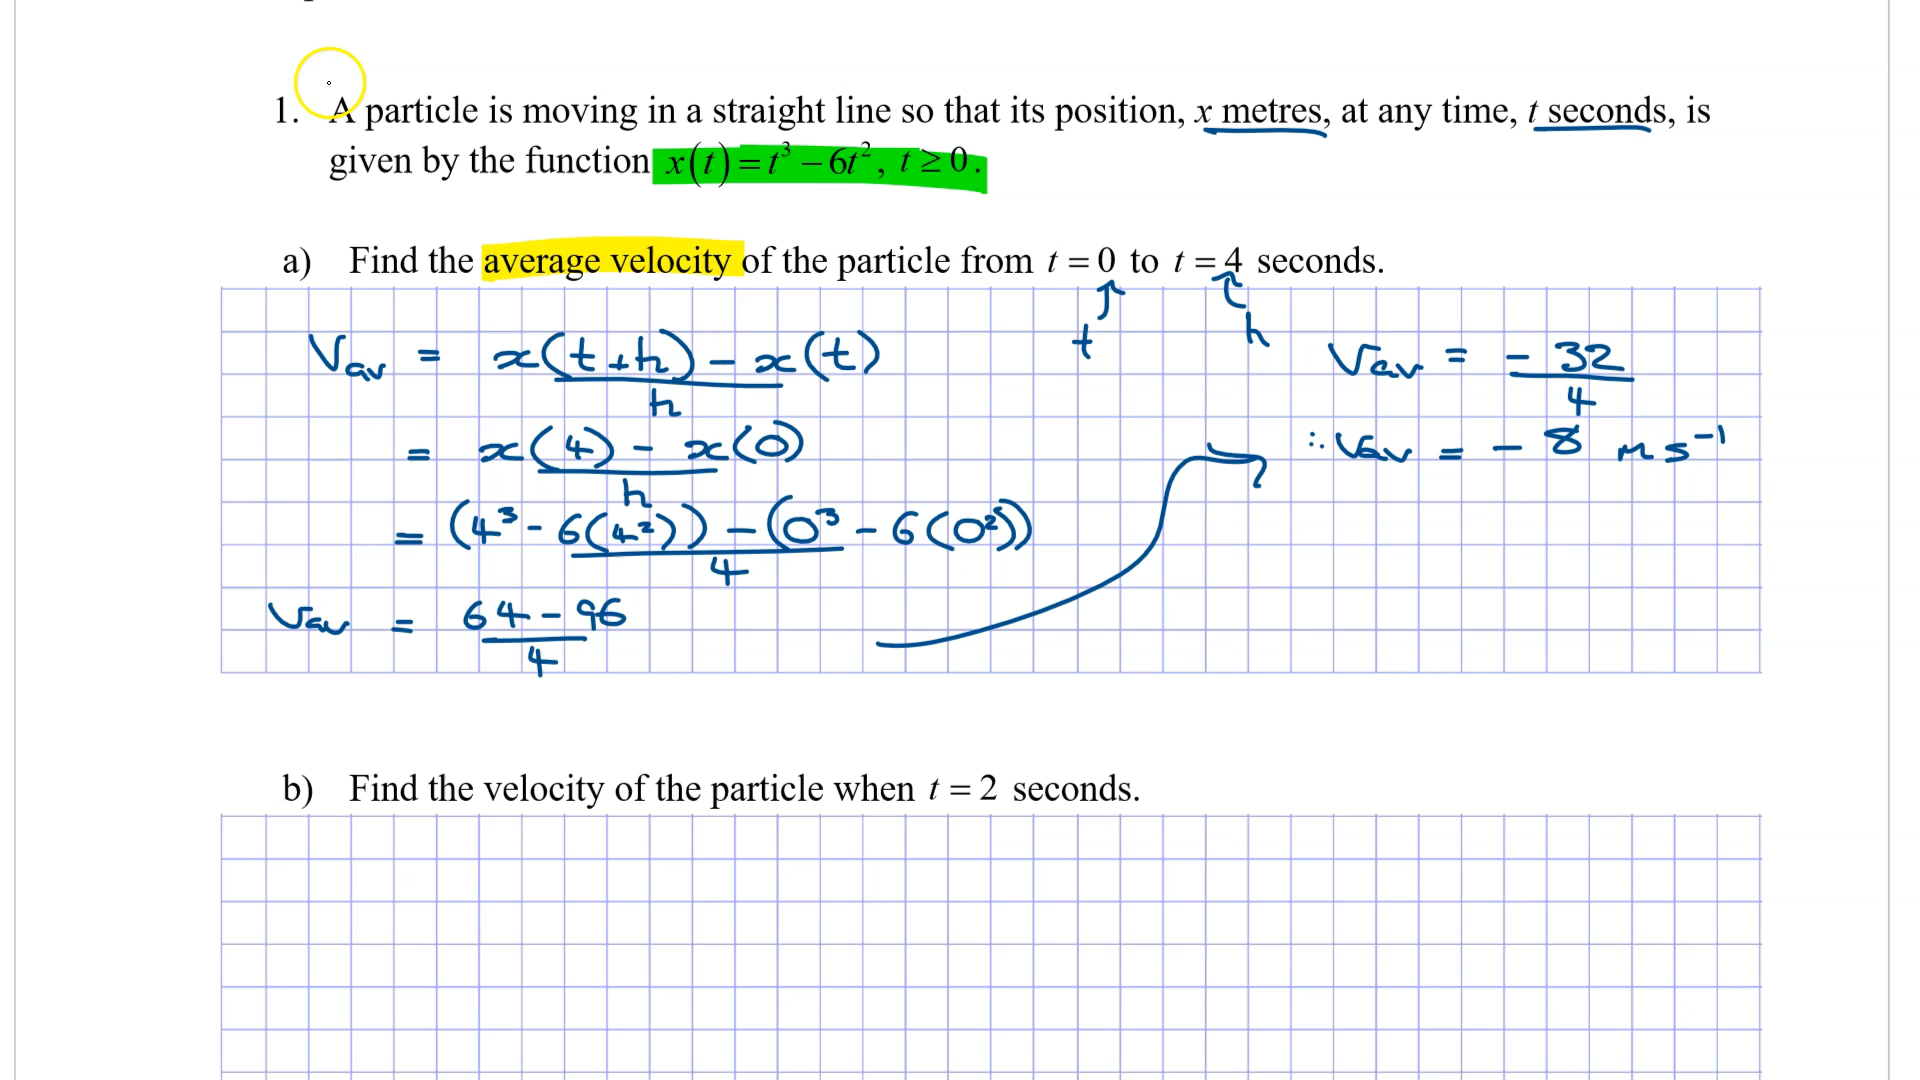 1. A particle is moving in a straight line so that its position, x metres, at any time, t seconds, is
given by the function x(t) = t³ − 6t², t ≥ 0.
a) Find the average velocity of the particle from t = 0 to t = 4 seconds.
t
h
Vav = x(t+h) − x(t)
h
= x(4) − x(0)
h
= (4³ − 6(4²)) − (0³ − 6(0²))
4
Vav = 64 − 96
4
Vav = −32
4
∴ Vav = −8 ms⁻¹
b) Find the velocity of the particle when t = 2 seconds.